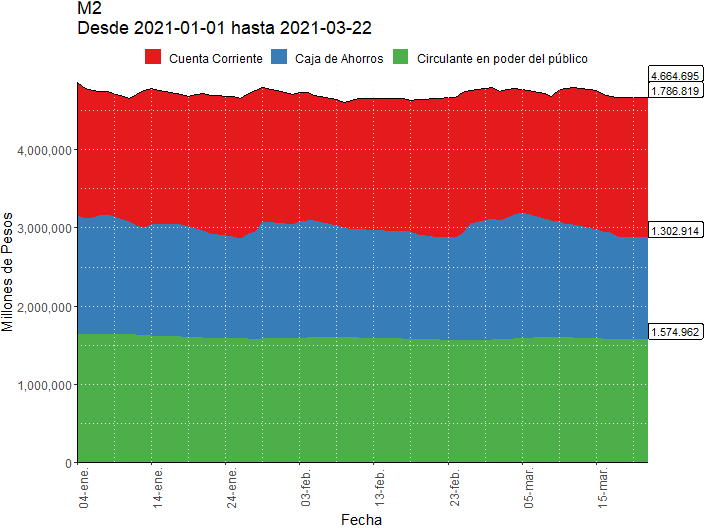 M2
Desde 2021-01-01 hasta 2021-03-22
Cuenta Corriente Caja de Ahorros Circulante en poder del público
4.664.695
1.786.819
4,000,000
3,000,000
1.302.914
2,000,000
1.574.962
1,000,000
0
Millones de Pesos
04-ene. 14-ene. 24-ene. 03-feb. 13-feb. 23-feb. 05-mar. 15-mar.
Fecha